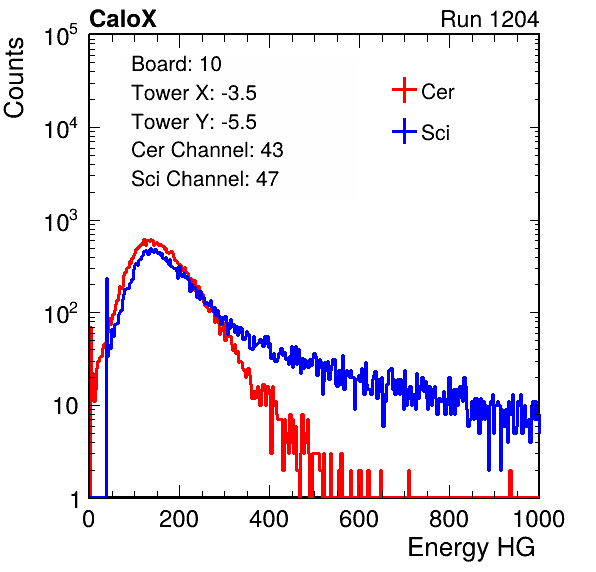 CaloX Run 1204
Counts
Board: 10
Tower X: -3.5
Tower Y: -5.5
Cer Channel: 43
Sci Channel: 47
Cer
Sci
10^5
10^4
10^3
10^2
10
1
0 200 400 600 800 1000
Energy HG